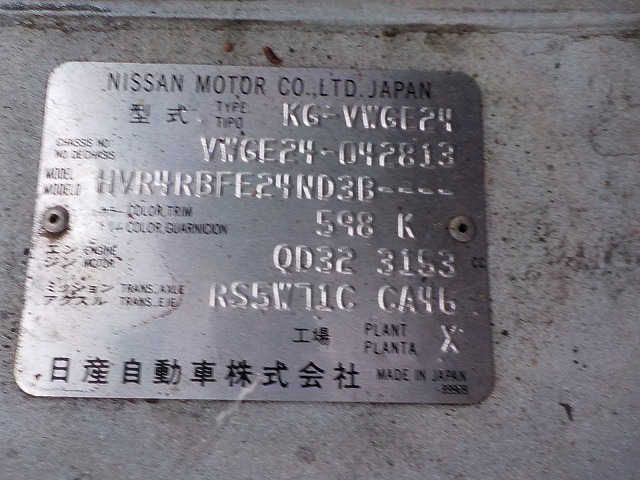 NISSAN MOTOR CO.,LTD. JAPAN
型式 TYPE TIPO KG-VWGE24
CHASSIS NO NO DE CHASIS VWGE24-042813
MODEL MODELO HVR4RBFE24ND3B----
カラー COLOR,TRIM トリム COLOR,GUARNICION 598 K
エンジン ENGINE MOTOR QD32 3153 CC
ミッション アクスル TRANS.,AXLE TRANS.,EJE RS5W71C CA46
工場 PLANT PLANTA X
日産自動車株式会社 MADE IN JAPAN